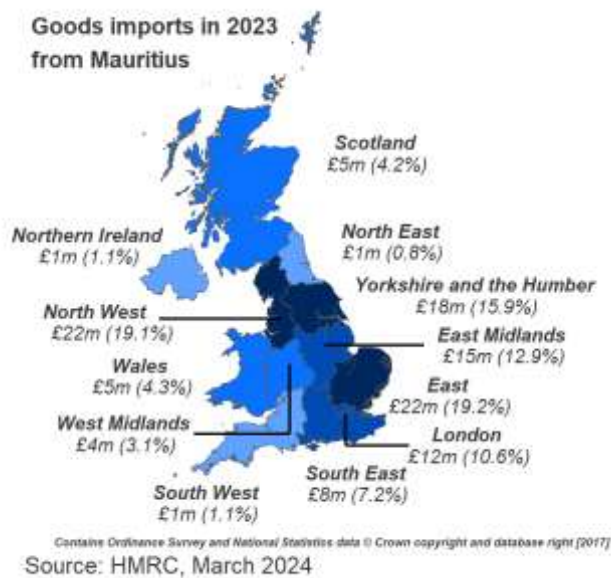 Goods imports in 2023
from Mauritius
Scotland
£5m (4.2%)
Northern Ireland
£1m (1.1%)
North East
£1m (0.8%)
Yorkshire and the Humber
£18m (15.9%)
North West
£22m (19.1%)
East Midlands
£15m (12.9%)
Wales
£5m (4.3%)
East
£22m (19.2%)
West Midlands
£4m (3.1%)
London
£12m (10.6%)
South East
£8m (7.2%)
South West
£1m (1.1%)
Contains Ordinance Survey and National Statistics data © Crown copyright and database right [2017]
Source: HMRC, March 2024